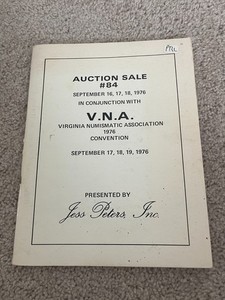 AUCTION SALE
#84
SEPTEMBER 16, 17, 18, 1976
IN CONJUNCTION WITH
V.N.A.
VIRGINIA NUMISMATIC ASSOCIATION
1976
CONVENTION
SEPTEMBER 17, 18, 19, 1976
PRESENTED BY
Jess Peters, Inc.